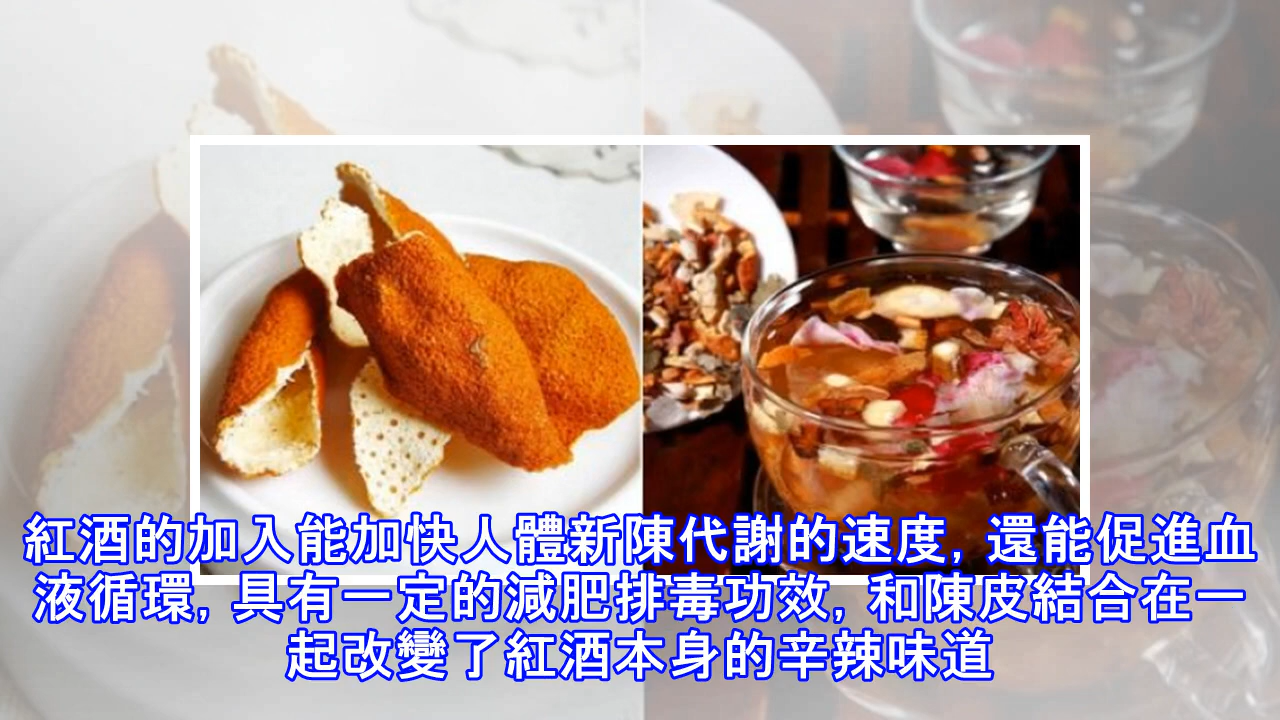 紅酒的加入能加快人體新陳代謝的速度, 還能促進血
液循環, 具有一定的減肥排毒功效, 和陳皮結合在一
起改變了紅酒本身的辛辣味道